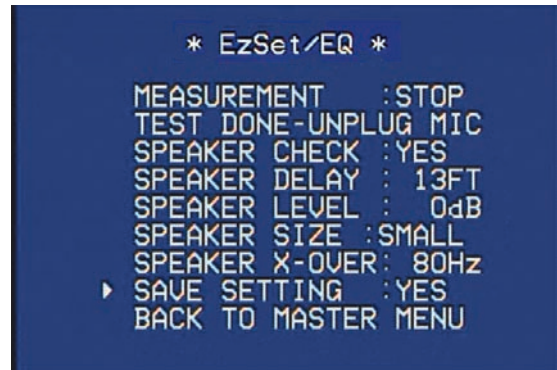 * EzSet/EQ *
MEASUREMENT :STOP
TEST DONE-UNPLUG MIC
SPEAKER CHECK :YES
SPEAKER DELAY : 13FT
SPEAKER LEVEL : 0dB
SPEAKER SIZE :SMALL
SPEAKER X-OVER: 80Hz
SAVE SETTING :YES
BACK TO MASTER MENU